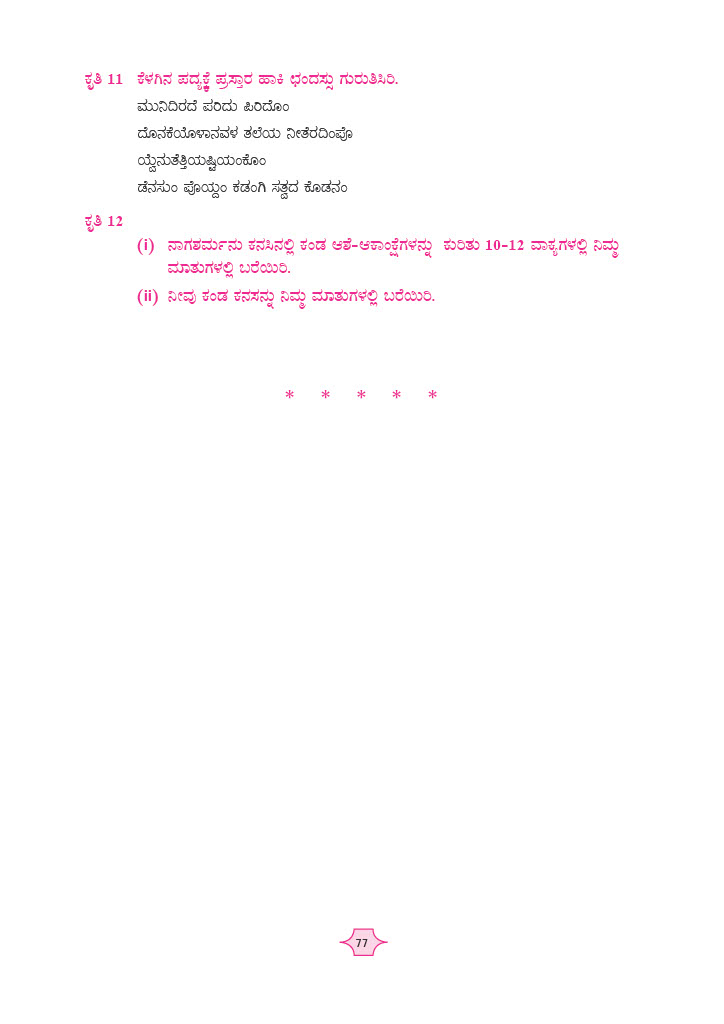 ಕೃತಿ 11 ಕೆಳಗಿನ ಪದ್ಯಕ್ಕೆ ಪ್ರಸ್ತಾರ ಹಾಕಿ ಛಂದಸ್ಸು ಗುರುತಿಸಿರಿ.
ಮುನಿದಿರದೆ ಪರಿದು ಪಿರಿದೊಂ
ದೊನಕೆಯೊಳಾನವಳ ತಲೆಯ ನೀತೆರದಿಂಪೊ
ಯ್ವೆನುತೆತ್ತಿಯಷ್ಟಿಯಂಕೊಂ
ಡೆನಸುಂ ಪೊಯ್ದಂ ಕಡಂಗಿ ಸತ್ವದ ಕೊಡನಂ
ಕೃತಿ 12
(i) ನಾಗಶರ್ಮನು ಕನಸಿನಲ್ಲಿ ಕಂಡ ಆಶೆ-ಆಕಾಂಕ್ಷೆಗಳನ್ನು ಕುರಿತು 10-12 ವಾಕ್ಯಗಳಲ್ಲಿ ನಿಮ್ಮ
ಮಾತುಗಳಲ್ಲಿ ಬರೆಯಿರಿ.
(ii) ನೀವು ಕಂಡ ಕನಸನ್ನು ನಿಮ್ಮ ಮಾತುಗಳಲ್ಲಿ ಬರೆಯಿರಿ.
* * * * *
77